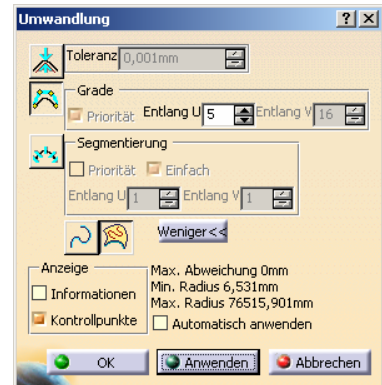 Umwandlung
Toleranz 0,001mm
Grade
Priorität Entlang U 5 Entlang V 16
Segmentierung
Priorität Einfach
Entlang U 1 Entlang V 1
Weniger<<
Anzeige
Informationen
Kontrollpunkte
Max. Abweichung 0mm
Min. Radius 6,531mm
Max. Radius 76515,901mm
Automatisch anwenden
OK Anwenden Abbrechen